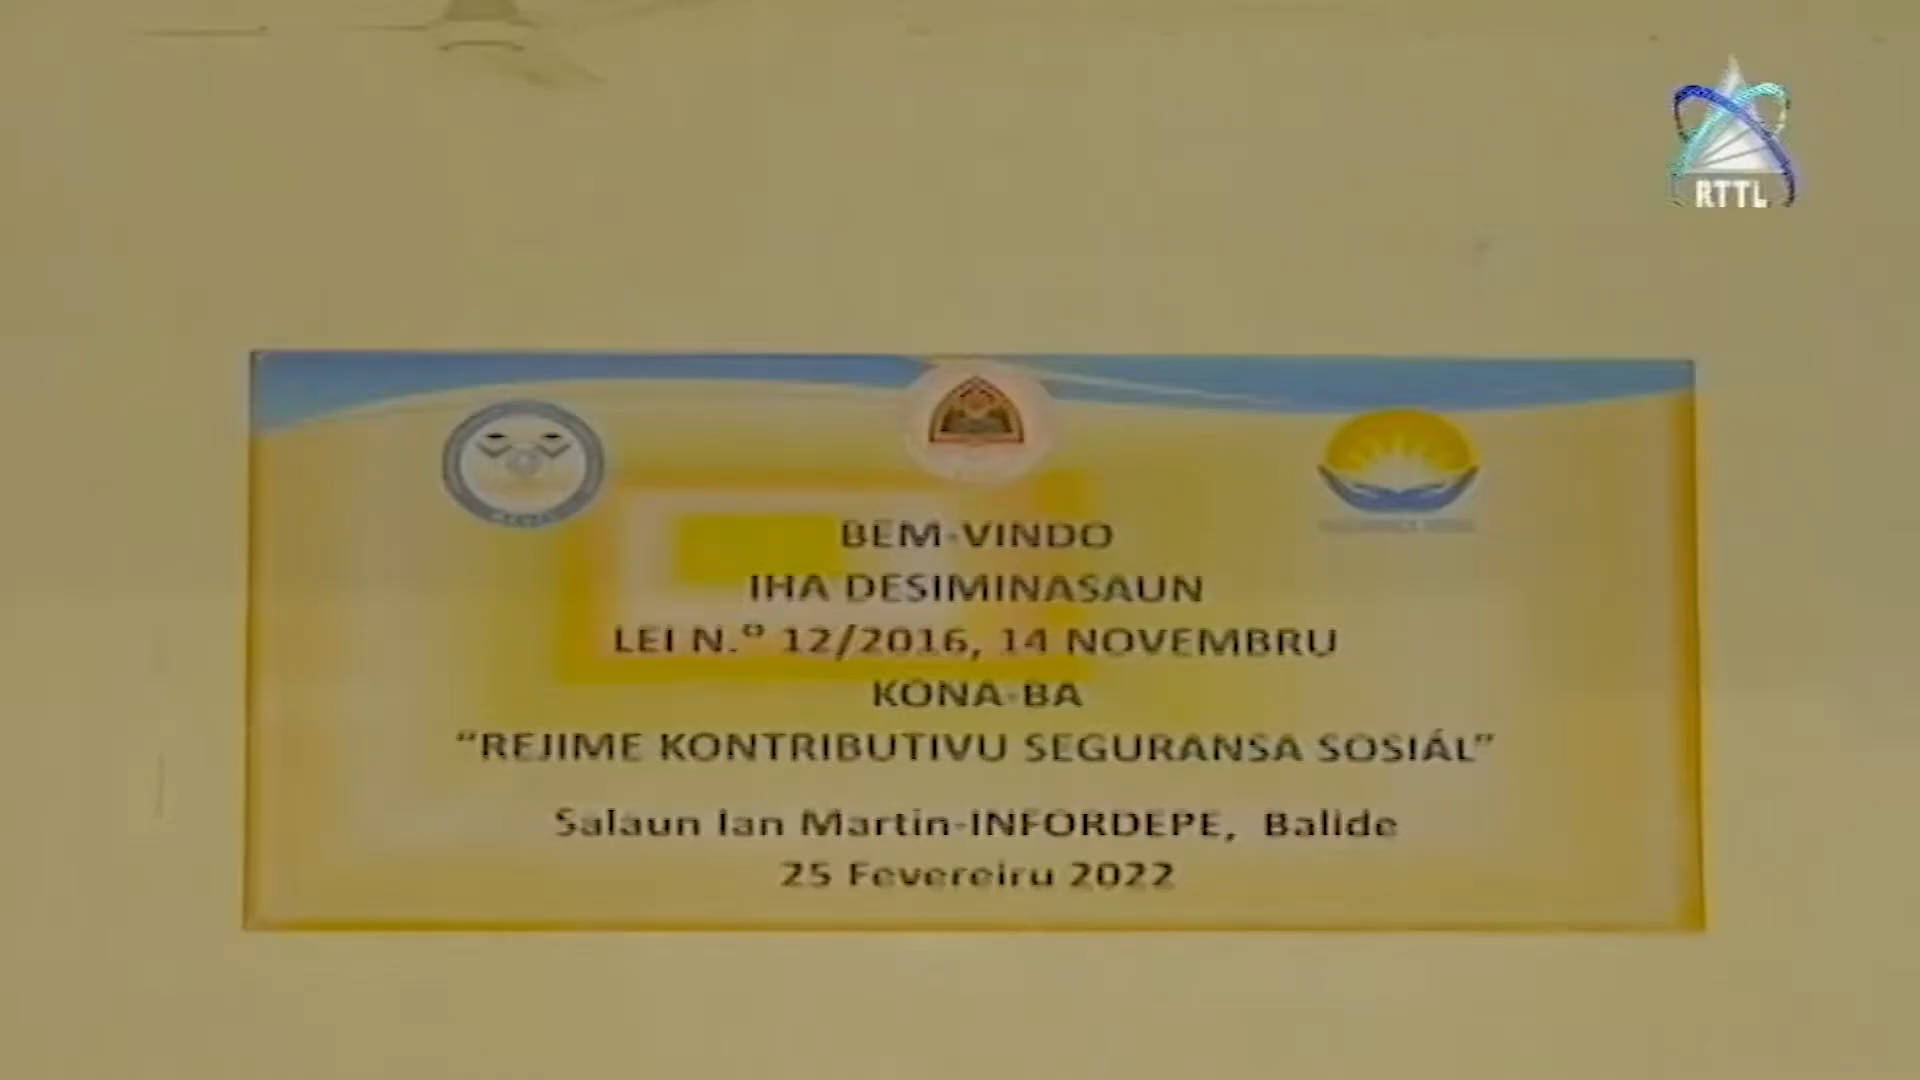 RTTL
BEM-VINDO
IHA DESIMINASAUN
LEI N.º 12/2016, 14 NOVEMBRU
KONA-BA
“REJIME KONTRIBUTIVU SEGURANSA SOSIÁL”
Salaun Ian Martin-INFORDEPE, Balide
25 Fevereiru 2022